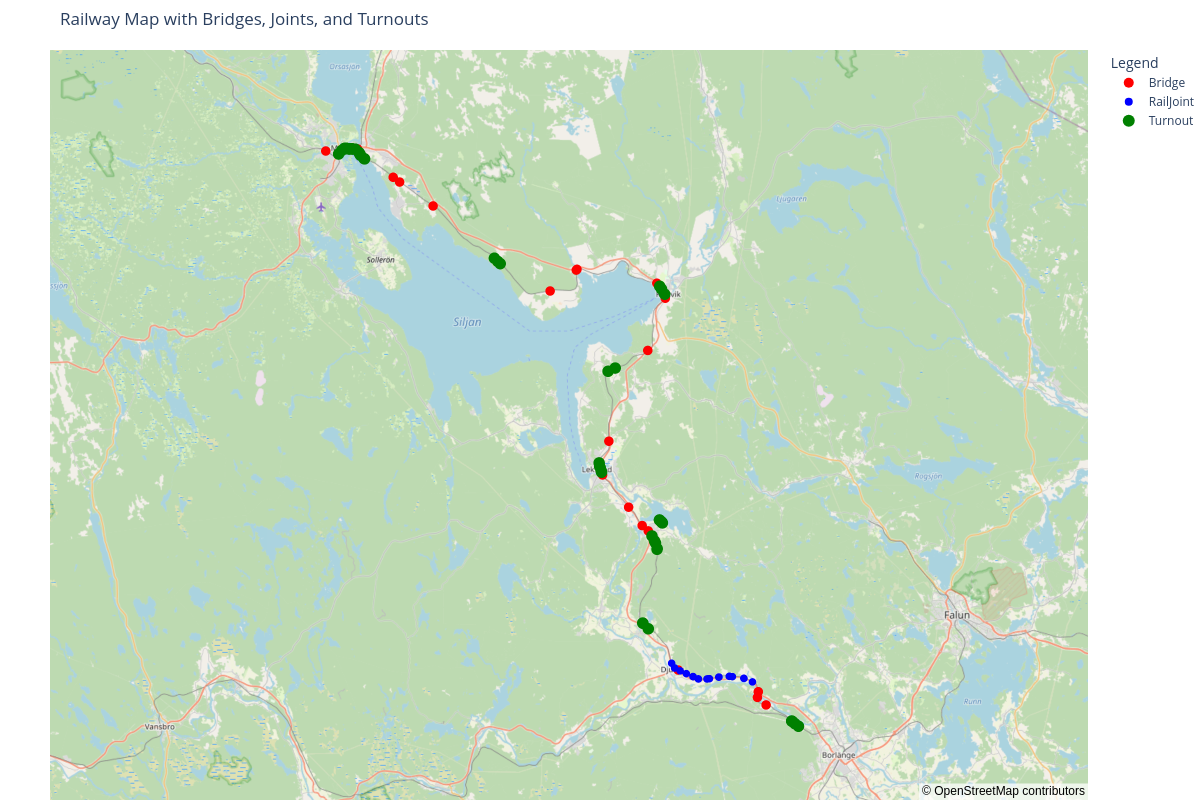 Railway Map with Bridges, Joints, and Turnouts
Legend
Bridge
RailJoint
Turnout
Orsasjön
Ljugaren
Sollerön
Siljan
Rogsjön
Falun
Runn
Vansbro
Borlänge
© OpenStreetMap contributors